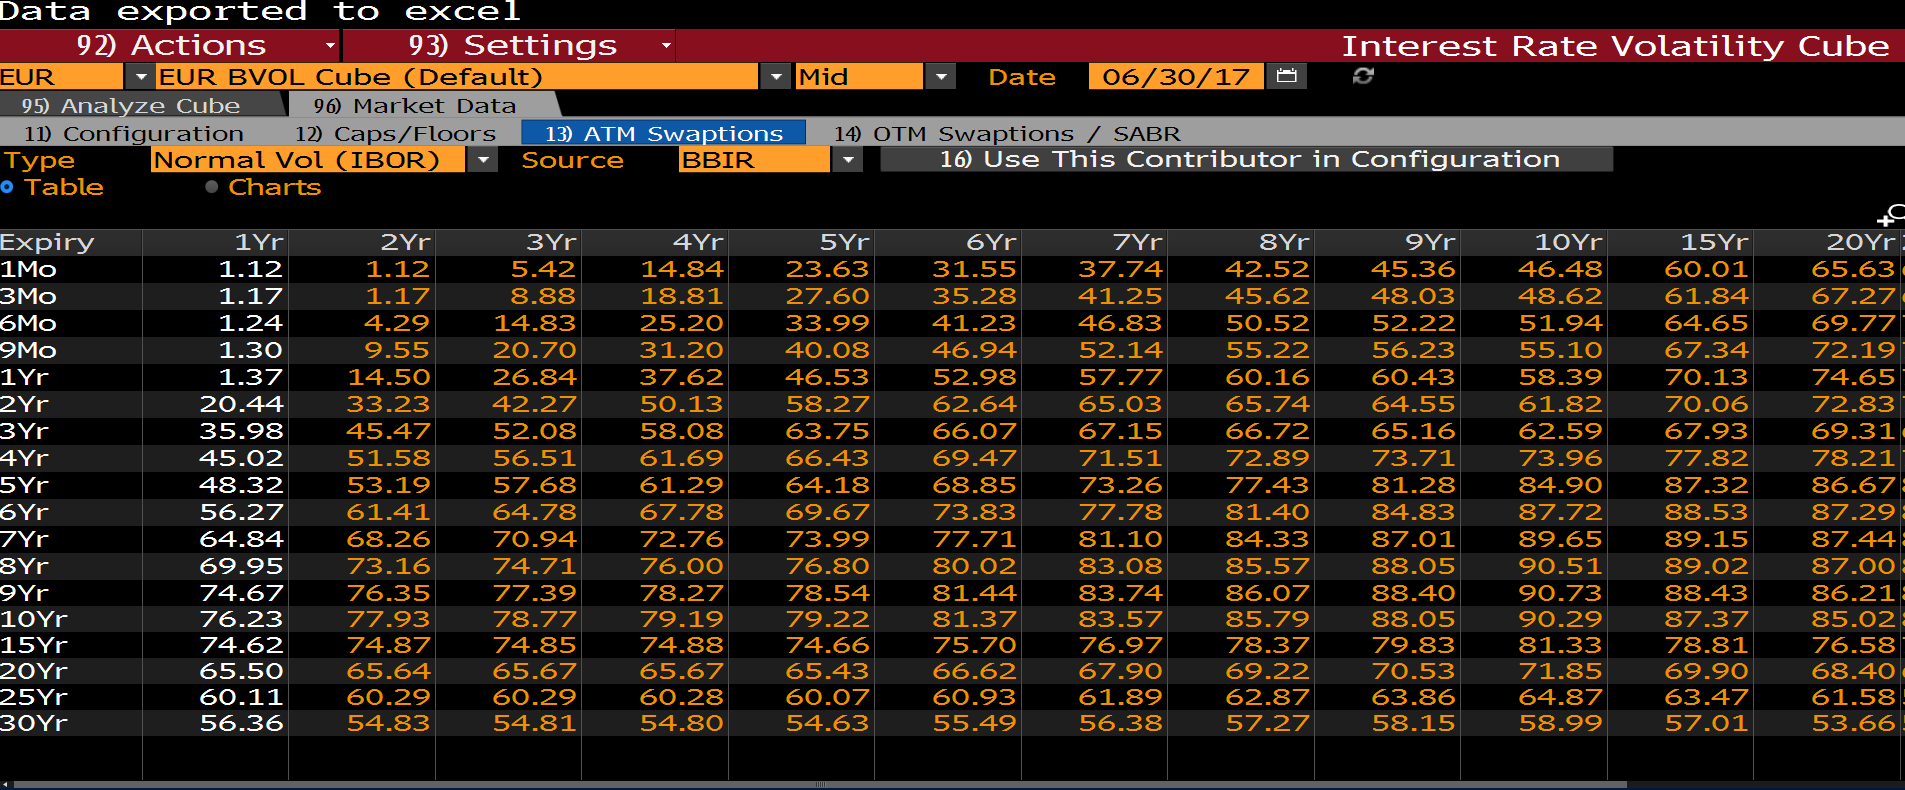 Data exported to excel
92) Actions 93) Settings Interest Rate Volatility Cube
EUR EUR BVOL Cube (Default) Mid Date 06/30/17
95) Analyze Cube 96) Market Data
11) Configuration 12) Caps/Floors 13) ATM Swaptions 14) OTM Swaptions / SABR
Type Normal Vol (IBOR) Source BBIR 16) Use This Contributor in Configuration
Table Charts
Expiry 1Yr 2Yr 3Yr 4Yr 5Yr 6Yr 7Yr 8Yr 9Yr 10Yr 15Yr 20Yr
1Mo 1.12 1.12 5.42 14.84 23.63 31.55 37.74 42.52 45.36 46.48 60.01 65.63
3Mo 1.17 1.17 8.88 18.81 27.60 35.28 41.25 45.62 48.03 48.62 61.84 67.27
6Mo 1.24 4.29 14.83 25.20 33.99 41.23 46.83 50.52 52.22 51.94 64.65 69.77
9Mo 1.30 9.55 20.70 31.20 40.08 46.94 52.14 55.22 56.23 55.10 67.34 72.19
1Yr 1.37 14.50 26.84 37.62 46.53 52.98 57.77 60.16 60.43 58.39 70.13 74.65
2Yr 20.44 33.23 42.27 50.13 58.27 62.64 65.03 65.74 64.55 61.82 70.06 72.83
3Yr 35.98 45.47 52.08 58.08 63.75 66.07 67.15 66.72 65.16 62.59 67.93 69.31
4Yr 45.02 51.58 56.51 61.69 66.43 69.47 71.51 72.89 73.71 73.96 77.82 78.21
5Yr 48.32 53.19 57.68 61.29 64.18 68.85 73.26 77.43 81.28 84.90 87.32 86.67
6Yr 56.27 61.41 64.78 67.78 69.67 73.83 77.78 81.40 84.83 87.72 88.53 87.29
7Yr 64.84 68.26 70.94 72.76 73.99 77.71 81.10 84.33 87.01 89.65 89.15 87.44
8Yr 69.95 73.16 74.71 76.00 76.80 80.02 83.08 85.57 88.05 90.51 89.02 87.00
9Yr 74.67 76.35 77.39 78.27 78.54 81.44 83.74 86.07 88.40 90.73 88.43 86.21
10Yr 76.23 77.93 78.77 79.19 79.22 81.37 83.57 85.79 88.05 90.29 87.37 85.02
15Yr 74.62 74.87 74.85 74.88 74.66 75.70 76.97 78.37 79.83 81.33 78.81 76.58
20Yr 65.50 65.64 65.67 65.67 65.43 66.62 67.90 69.22 70.53 71.85 69.90 68.40
25Yr 60.11 60.29 60.29 60.28 60.07 60.93 61.89 62.87 63.86 64.87 63.47 61.58
30Yr 56.36 54.83 54.81 54.80 54.63 55.49 56.38 57.27 58.15 58.99 57.01 53.66